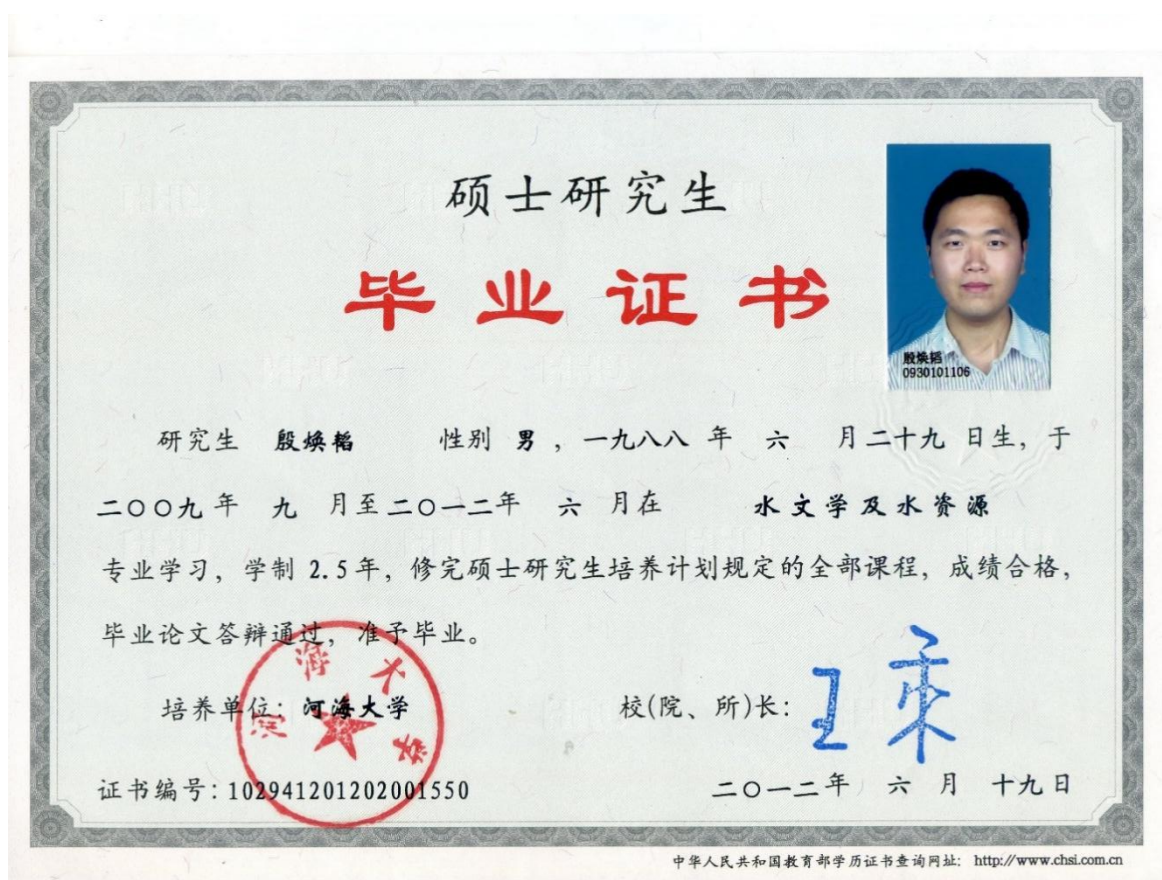 硕士研究生
毕业证书
殷焕韬
0930101106
研究生 殷焕韬 性别 男 ，一九八八 年 六 月二十九 日生，于
二〇〇九 年 九 月至二〇一二年 六 月在 水文学及水资源
专业学习，学制 2.5 年，修完硕士研究生培养计划规定的全部课程，成绩合格，
毕业论文答辩通过，准予毕业。
培养单位：河海大学 校(院、所)长：王乘
河海大学
证书编号：102941201202001550 二〇一二年 六 月 十九日
中华人民共和国教育部学历证书查询网址： http://www.chsi.com.cn